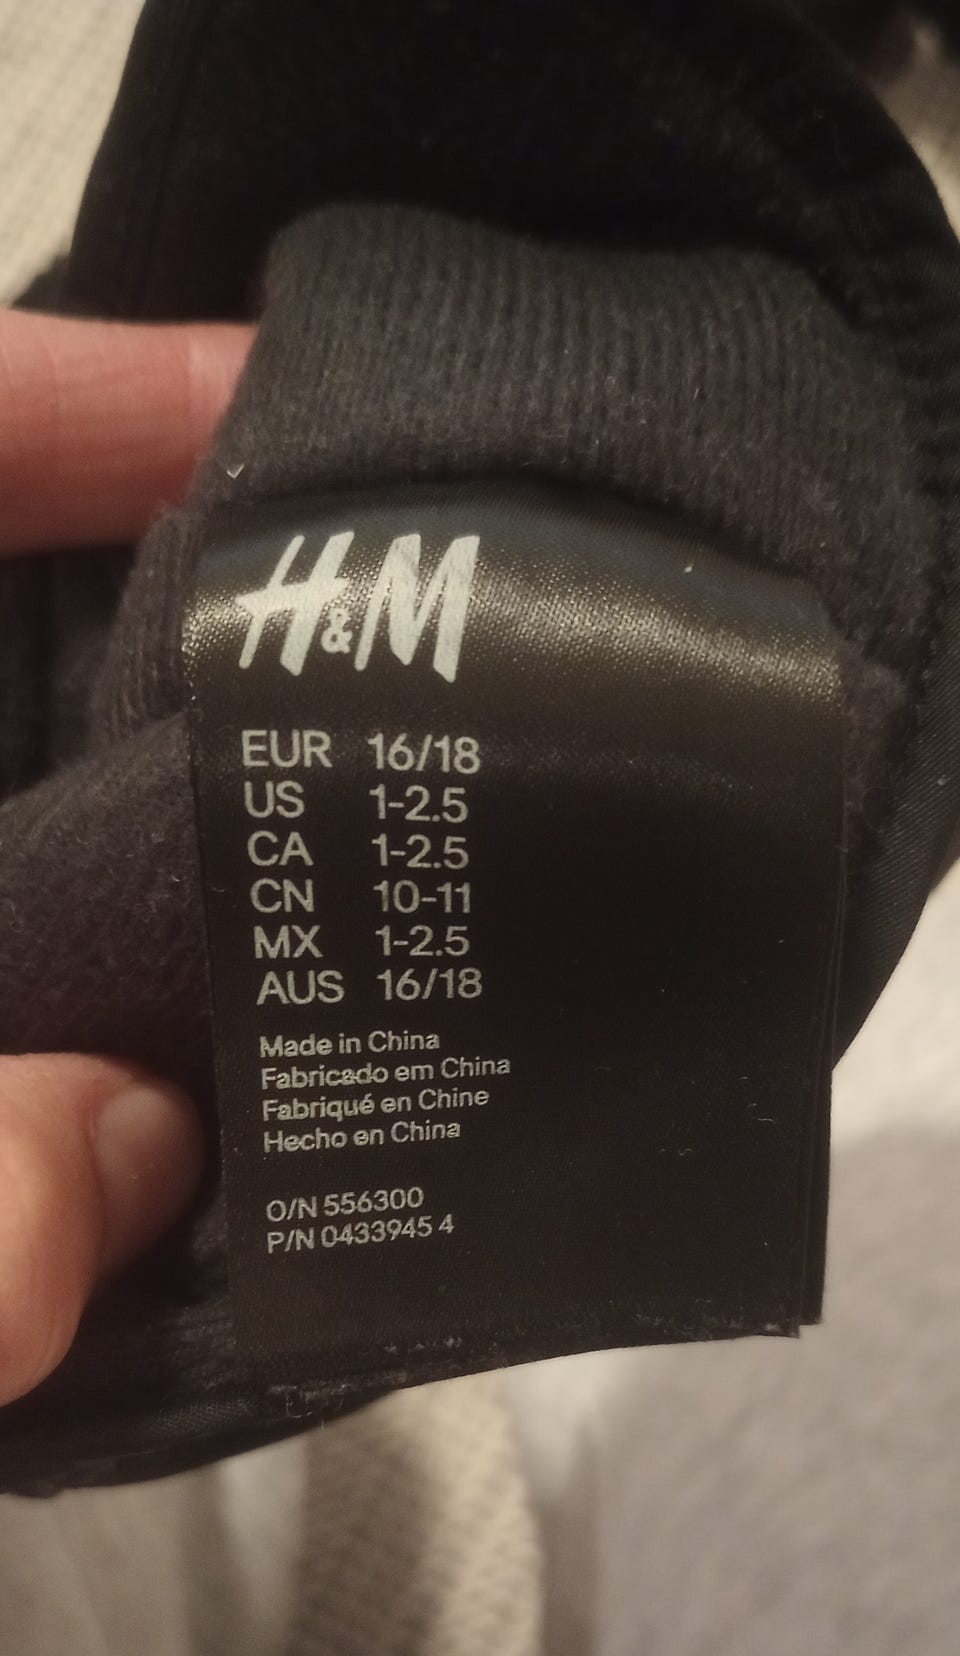 H&M
EUR 16/18
US 1-2.5
CA 1-2.5
CN 10-11
MX 1-2.5
AUS 16/18
Made in China
Fabricado em China
Fabriqué en Chine
Hecho en China
O/N 556300
P/N 0433945 4